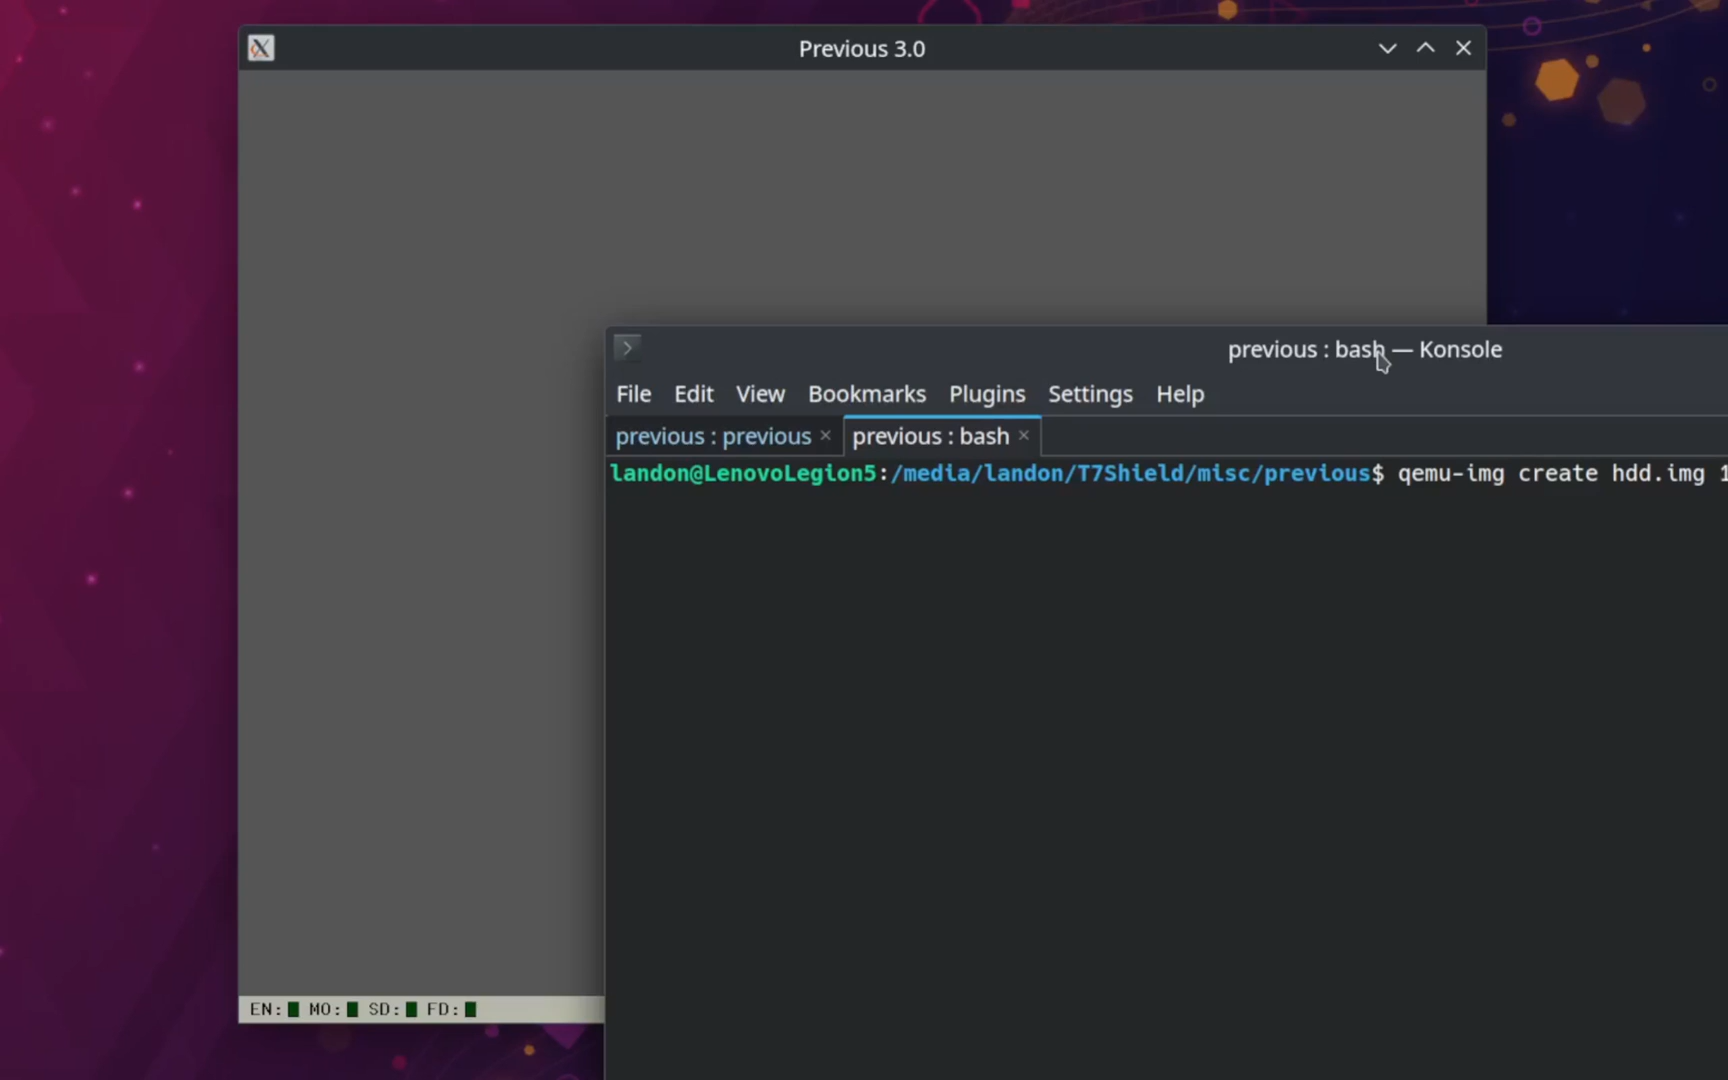 Previous 3.0
previous : bash — Konsole
File Edit View Bookmarks Plugins Settings Help
previous : previous × previous : bash ×
landon@LenovoLegion5:/media/landon/T7Shield/misc/previous$ qemu-img create hdd.img 1
EN: MO: SD: FD: